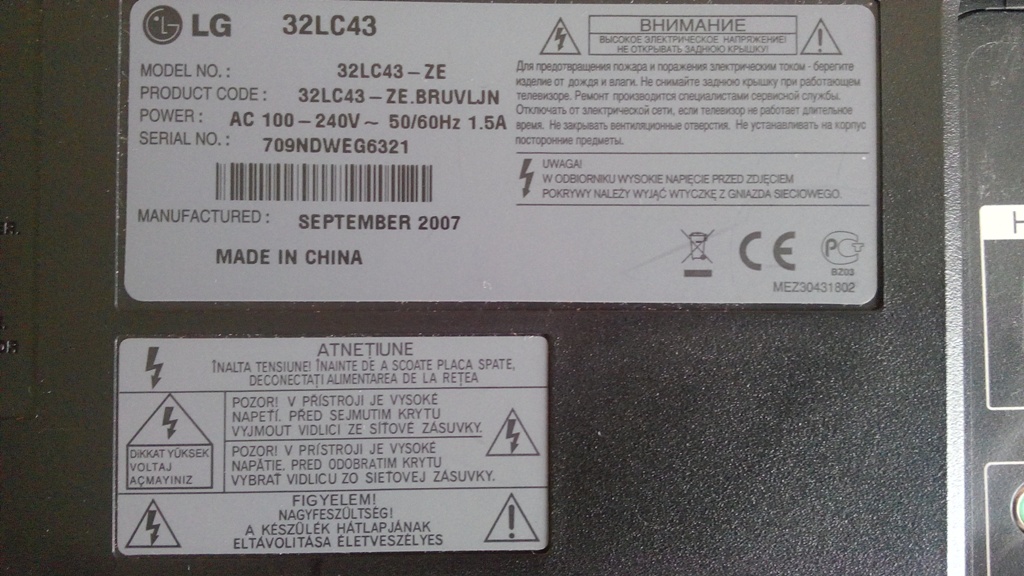 LG 32LC43
MODEL NO. : 32LC43-ZE
PRODUCT CODE : 32LC43-ZE.BRUVLJN
POWER : AC 100-240V~ 50/60Hz 1.5A
SERIAL NO. : 709NDWEG6321
MANUFACTURED : SEPTEMBER 2007
MADE IN CHINA
ВНИМАНИЕ
ВЫСОКОЕ ЭЛЕКТРИЧЕСКОЕ НАПРЯЖЕНИЕ!
НЕ ОТКРЫВАТЬ ЗАДНЮЮ КРЫШКУ!
Для предотвращения пожара и поражения электрическим током - берегите
изделие от дождя и влаги. Не снимайте заднюю крышку при работающем
телевизоре. Ремонт производится специалистами сервисной службы.
Отключать от электрической сети, если телевизор не работает длительное
время. Не закрывать вентиляционные отверстия. Не устанавливать на корпус
посторонние предметы.
UWAGA!
W ODBIORNIKU WYSOKIE NAPIĘCIE PRZED ZDJĘCIEM
POKRYWY NALEŻY WYJĄĆ WTYCZKĘ Z GNIAZDA SIECIOWEGO.
CE
BZ03
MEZ30431802
ATNETIUNE
ÎNALTA TENSIUNE! ÎNAINTE DE A SCOATE PLACA SPATE,
DECONECTAȚI ALIMENTAREA DE LA REȚEA
DIKKAT YÜKSEK
VOLTAJ
AÇMAYINIZ
POZOR! V PŘÍSTROJI JE VYSOKÉ
NAPETÍ. PŘED SEJMUTIM KRYTU
VYJMOUT VIDLICI ZE SÍŤOVÉ ZÁSUVKY.
POZOR! V PRÍSTROJI JE VYSOKÉ
NAPÄTIE. PRED ODOBRATIM KRYTU
VYBRAT VIDLICU ZO SIETOVEJ ZÁSUVKY.
FIGYELEM!
NAGYFESZÜLTSÉG!
A KÉSZÜLÉK HÁTLAPJÁNAK
ELTÁVOLITÁSA ÉLETVESZÉLYES